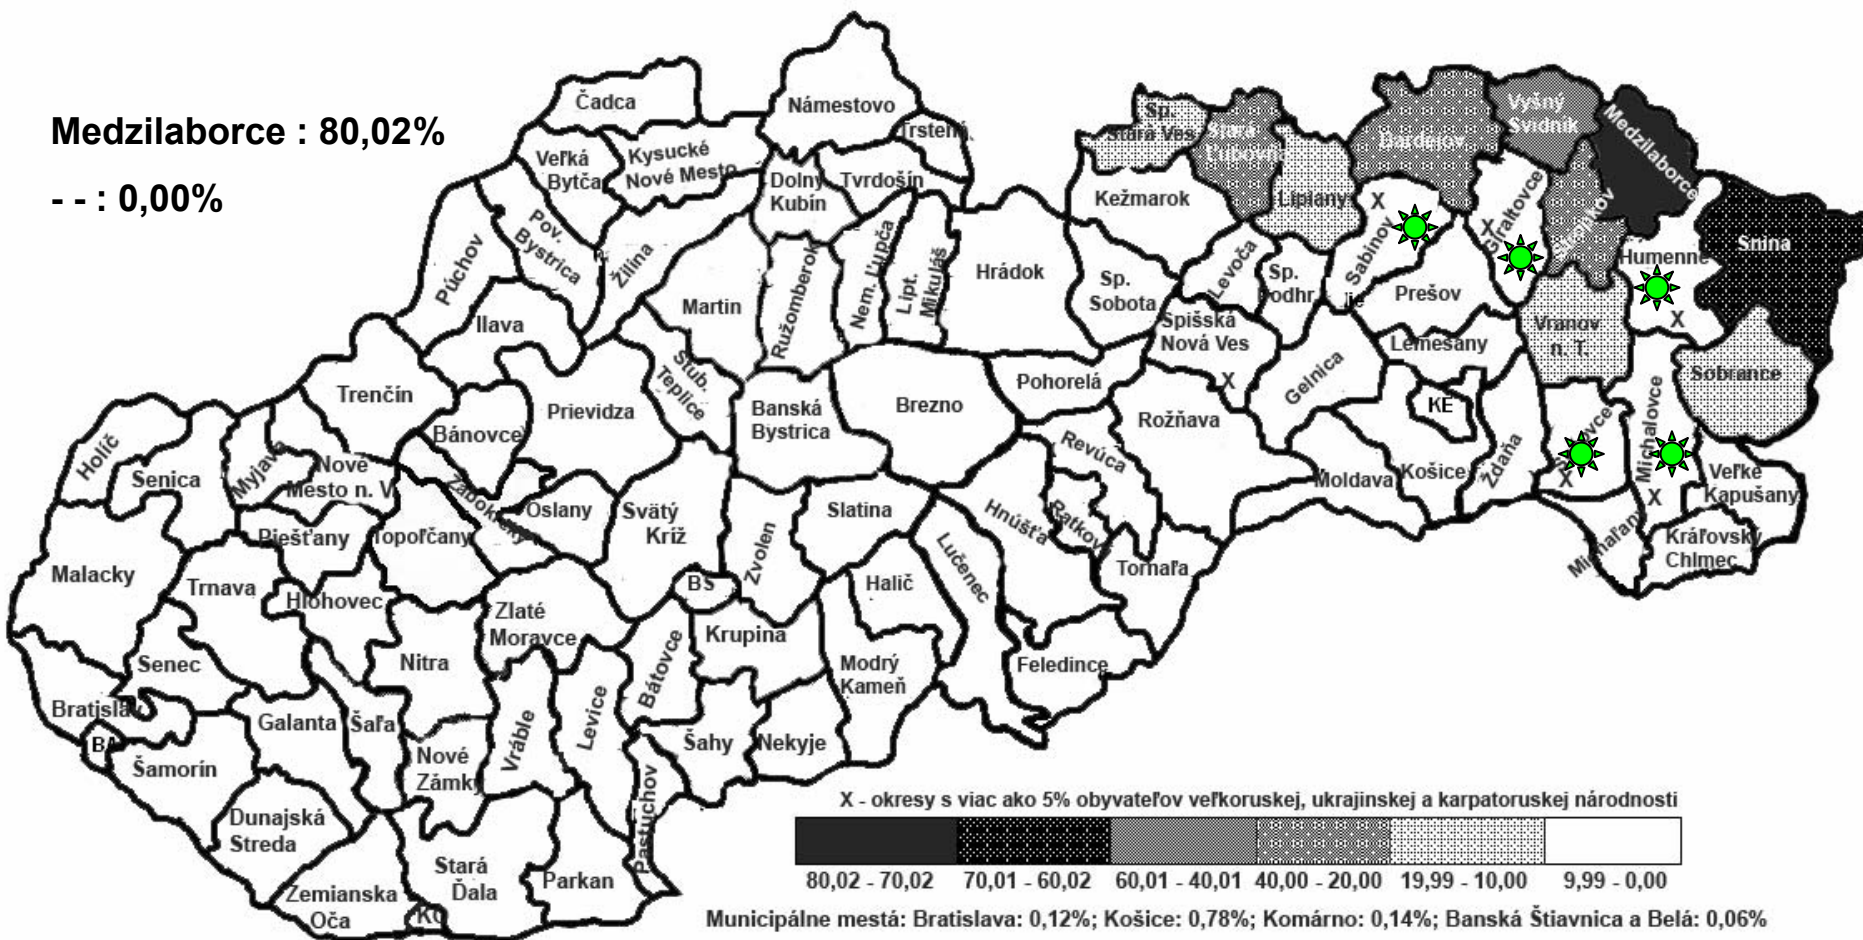 Medzilaborce : 80,02%
- - : 0,00%
Čadca
Námestovo
Trstená
Veľká
Bytča
Kysucké
Nové Mesto
Dolný
Kubín
Tvrdošín
Púchov
Pov.
Bystrica
Žilina
Ilava
Martin
Ružomberok
Nem. Ľupča
Lipt.
Mikuláš
Hrádok
Sp.
Stará Ves
Stará
Ľubovňa
Lipiany
Bardejov
Vyšný
Svidník
Medzilaborce
Kežmarok
Levoča
Sp.
Podhr.
Sp.
Sobota
X
Sabinov
X
Giraltovce
Prešov
Humenné
X
Snina
Spišská
Nová Ves
X
Gelnica
Lemešany
Vranov
n. T.
Sobrance
Trenčín
Bánovce
Prievidza
Štub.
Teplice
Banská
Bystrica
Brezno
Pohorelá
Rožňava
KE
Holíč
Senica
Myjava
Nové
Mesto n. V
Žabokreky
Oslany
Svätý
Kríž
Zvolen
Slatina
Hnúšťa
Revúca
Ratková
Moldava
Košice
Ždaňa
X
Michalovce
X
Veľké
Kapušany
Michaľany
Kráľovsky
Chlmec
Malacky
Trnava
Piešťany
Topoľčany
Hlohovec
Zlaté
Moravce
BŠ
Halič
Lučenec
Tornaľa
Senec
Nitra
Bátovce
Krupina
Modrý
Kameň
Feledince
Bratislav
BA
Šamorín
Galanta
Šaľa
Nové
Zámky
Vráble
Levice
Šahy
Nekyje
Dunajská
Streda
Zemianska
Oča
KO
Stará
Ďala
Parkan
Pastuchov
X - okresy s viac ako 5% obyvateľov veľkoruskej, ukrajinskej a karpatoruskej národnosti
80,02 - 70,02 70,01 - 60,02 60,01 - 40,01 40,00 - 20,00 19,99 - 10,00 9,99 - 0,00
Municipálne mestá: Bratislava: 0,12%; Košice: 0,78%; Komárno: 0,14%; Banská Štiavnica a Belá: 0,06%